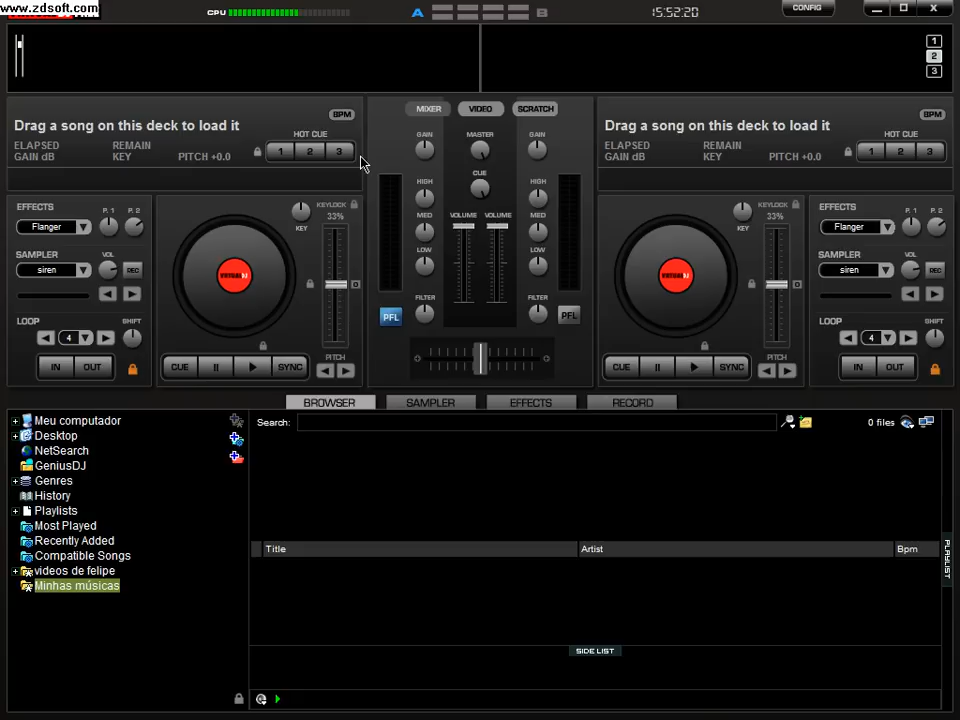 www.zdsoft.com
CPU
A
B
15:52:20
CONFIG
1
2
3
BPM
Drag a song on this deck to load it
HOT CUE
ELAPSED
REMAIN
GAIN dB
KEY
PITCH +0.0
1 2 3
MIXER
VIDEO
SCRATCH
GAIN
MASTER
GAIN
HIGH
CUE
HIGH
MED
VOLUME
VOLUME
MED
LOW
LOW
FILTER
FILTER
PFL
PFL
BPM
Drag a song on this deck to load it
HOT CUE
ELAPSED
REMAIN
GAIN dB
KEY
PITCH +0.0
1 2 3
EFFECTS
P. 1
P. 2
Flanger
SAMPLER
VOL
siren
REC
LOOP
SHIFT
4
IN
OUT
KEY
KEYLOCK
33%
VIRTUAL DJ
CUE
SYNC
PITCH
KEY
KEYLOCK
33%
VIRTUAL DJ
CUE
SYNC
PITCH
EFFECTS
P. 1
P. 2
Flanger
SAMPLER
VOL
siren
REC
LOOP
SHIFT
4
IN
OUT
BROWSER
SAMPLER
EFFECTS
RECORD
Meu computador
Desktop
NetSearch
GeniusDJ
Genres
History
Playlists
Most Played
Recently Added
Compatible Songs
videos de felipe
Minhas músicas
Search:
0 files
Title
Artist
Bpm
PLAYLIST
SIDE LIST